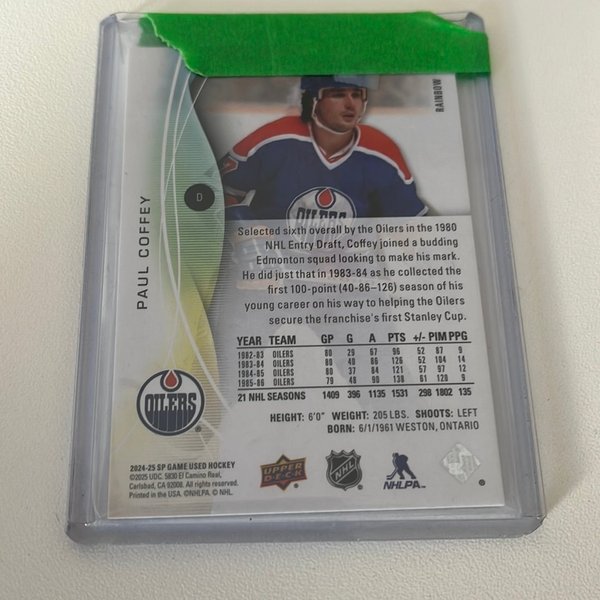 RAINBOW
D
PAUL COFFEY
OILERS
Selected sixth overall by the Oilers in the 1980
NHL Entry Draft, Coffey joined a budding
Edmonton squad looking to make his mark.
He did just that in 1983-84 as he collected the
first 100-point (40-86–126) season of his
young career on his way to helping the Oilers
secure the franchise's first Stanley Cup.
YEAR TEAM GP G A PTS +/- PIM PPG
1982-83 OILERS 80 29 67 96 52 87 9
1983-84 OILERS 80 40 86 126 52 104 14
1984-85 OILERS 80 37 84 121 57 97 12
1985-86 OILERS 79 48 90 138 61 120 9
21 NHL SEASONS 1409 396 1135 1531 298 1802 135
HEIGHT: 6'0" WEIGHT: 205 LBS. SHOOTS: LEFT
BORN: 6/1/1961 WESTON, ONTARIO
OILERS
2024-25 SP GAME USED HOCKEY
©2025 UDC. 5830 El Camino Real,
Carlsbad, CA 92008. All rights reserved.
Printed in the USA. ©NHLPA. © NHL.
UPPER
DECK
NHL
NHLPA